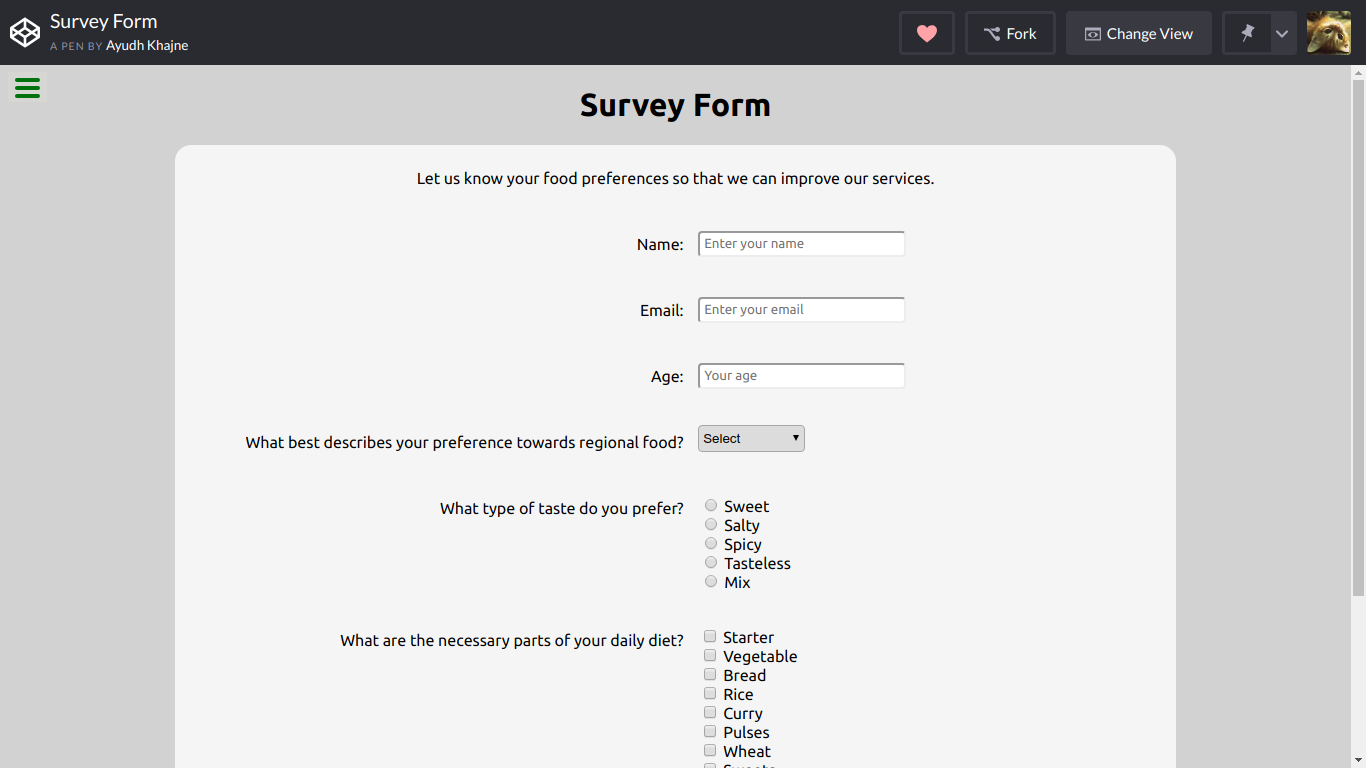 Survey Form
A PEN BY Ayudh Khajne
Fork
Change View
Survey Form
Let us know your food preferences so that we can improve our services.
Name: Enter your name
Email: Enter your email
Age: Your age
What best describes your preference towards regional food? Select
What type of taste do you prefer? Sweet
Salty
Spicy
Tasteless
Mix
What are the necessary parts of your daily diet? Starter
Vegetable
Bread
Rice
Curry
Pulses
Wheat